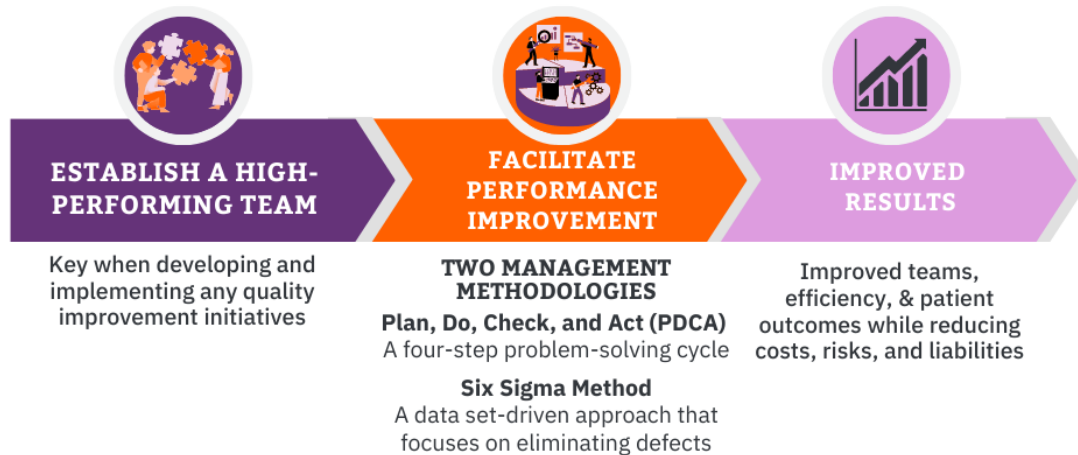 ESTABLISH A HIGH-
PERFORMING TEAM
Key when developing and
implementing any quality
improvement initiatives
FACILITATE
PERFORMANCE
IMPROVEMENT
TWO MANAGEMENT
METHODOLOGIES
Plan, Do, Check, and Act (PDCA)
A four-step problem-solving cycle
Six Sigma Method
A data set-driven approach that
focuses on eliminating defects
IMPROVED
RESULTS
Improved teams,
efficiency, & patient
outcomes while reducing
costs, risks, and liabilities